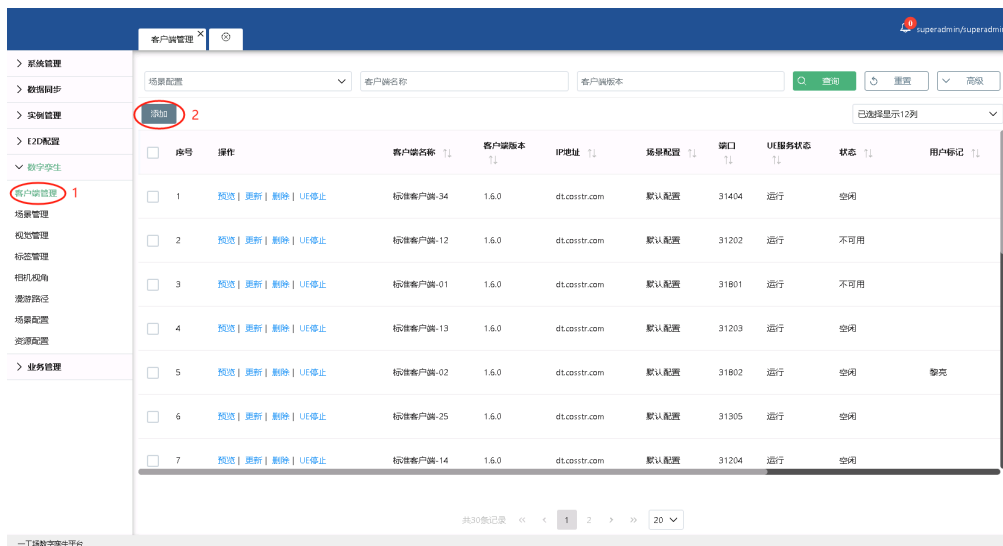 客户端管理 X
0
superadmin/superadmin
系统管理
数据同步
实例管理
E2D配置
数字孪生
客户端管理 1
场景管理
视觉管理
标签管理
相机视角
漫游路径
场景配置
资源配置
业务管理
场景配置 客户端名称 客户端版本 查询 重置 高级
添加 2 已选择显示12列
序号 操作 客户端名称 客户端版本 IP地址 场景配置 端口 UE服务状态 状态 用户标记
1 预览 | 更新 | 删除 | UE停止 标准客户端-34 1.6.0 dt.cosstr.com 默认配置 31404 运行 空闲
2 预览 | 更新 | 删除 | UE停止 标准客户端-12 1.6.0 dt.cosstr.com 默认配置 31202 运行 不可用
3 预览 | 更新 | 删除 | UE停止 标准客户端-01 1.6.0 dt.cosstr.com 默认配置 31801 运行 不可用
4 预览 | 更新 | 删除 | UE停止 标准客户端-13 1.6.0 dt.cosstr.com 默认配置 31203 运行 空闲
5 预览 | 更新 | 删除 | UE停止 标准客户端-02 1.6.0 dt.cosstr.com 默认配置 31802 运行 空闲 黎亮
6 预览 | 更新 | 删除 | UE停止 标准客户端-25 1.6.0 dt.cosstr.com 默认配置 31305 运行 空闲
7 预览 | 更新 | 删除 | UE停止 标准客户端-14 1.6.0 dt.cosstr.com 默认配置 31204 运行 空闲
共30条记录 « ‹ 1 2 › » 20
一工场数字孪生平台